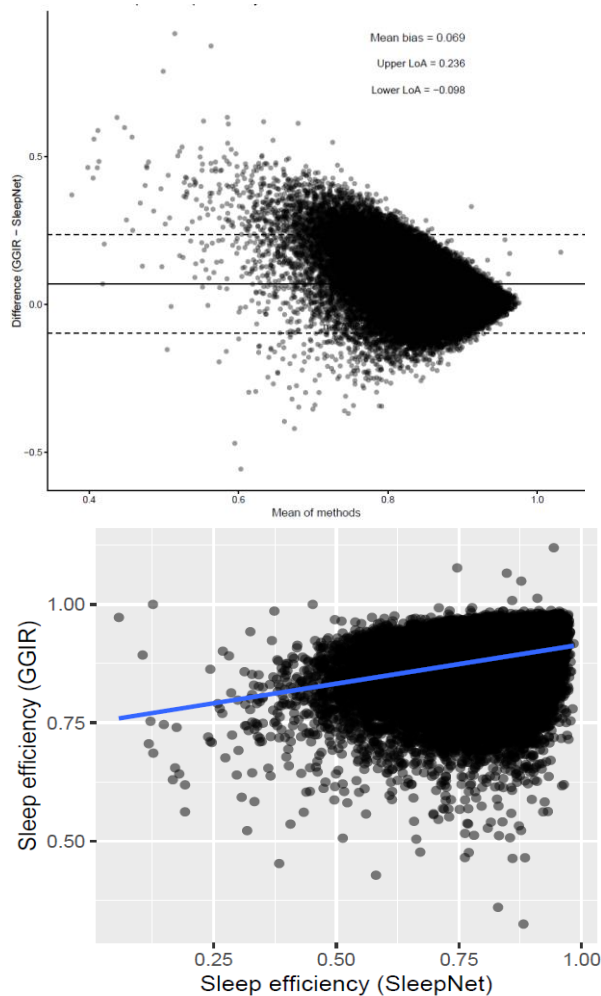 Mean bias = 0.069
Upper LoA = 0.236
Lower LoA = −0.098
Difference (GGIR − SleepNet)
0.5
0.0
−0.5
0.4
0.6
0.8
1.0
Mean of methods
Sleep efficiency (GGIR)
1.00
0.75
0.50
0.25
0.50
0.75
1.00
Sleep efficiency (SleepNet)